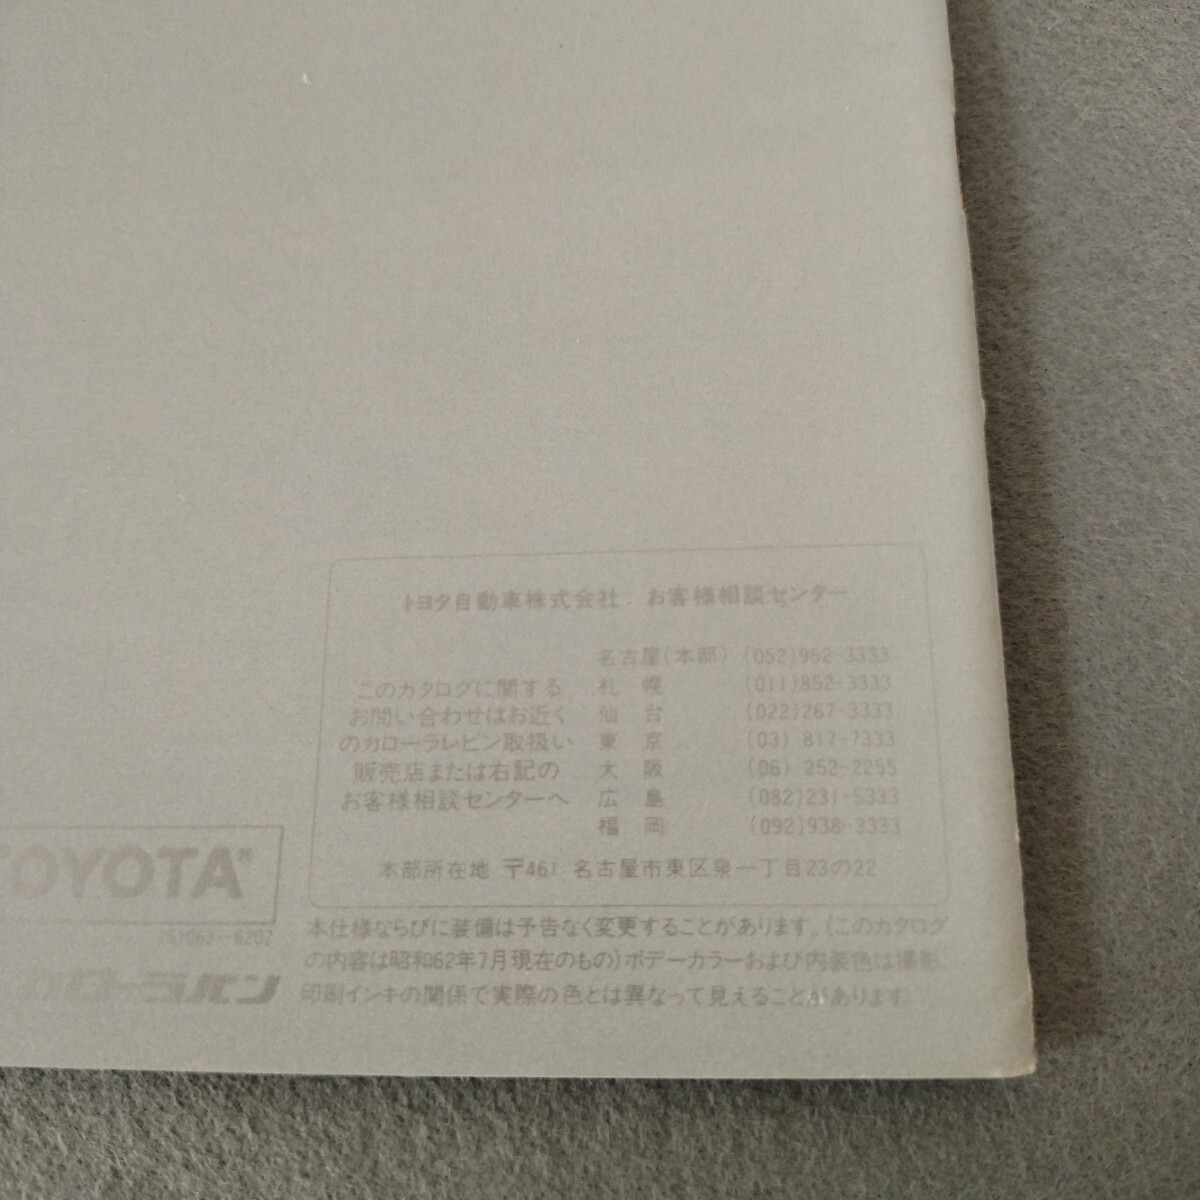 トヨタ自動車株式会社 お客様相談センター
このカタログに関する
お問い合わせはお近く
のカローラレビン取扱い
販売店または右記の
お客様相談センターへ
名古屋(本部) (052)952-3333
札幌 (011)852-3333
仙台 (022)267-3333
東京 (03)817-7333
大阪 (06)252-2255
広島 (082)231-5333
福岡 (092)938-3333
本部所在地 〒461 名古屋市東区泉一丁目23の22
本仕様ならびに装備は予告なく変更することがあります。(このカタログ
の内容は昭和62年7月現在のもの)ボデーカラーおよび内装色は撮影、
印刷インキの関係で実際の色とは異なって見えることがあります。
TOYOTA